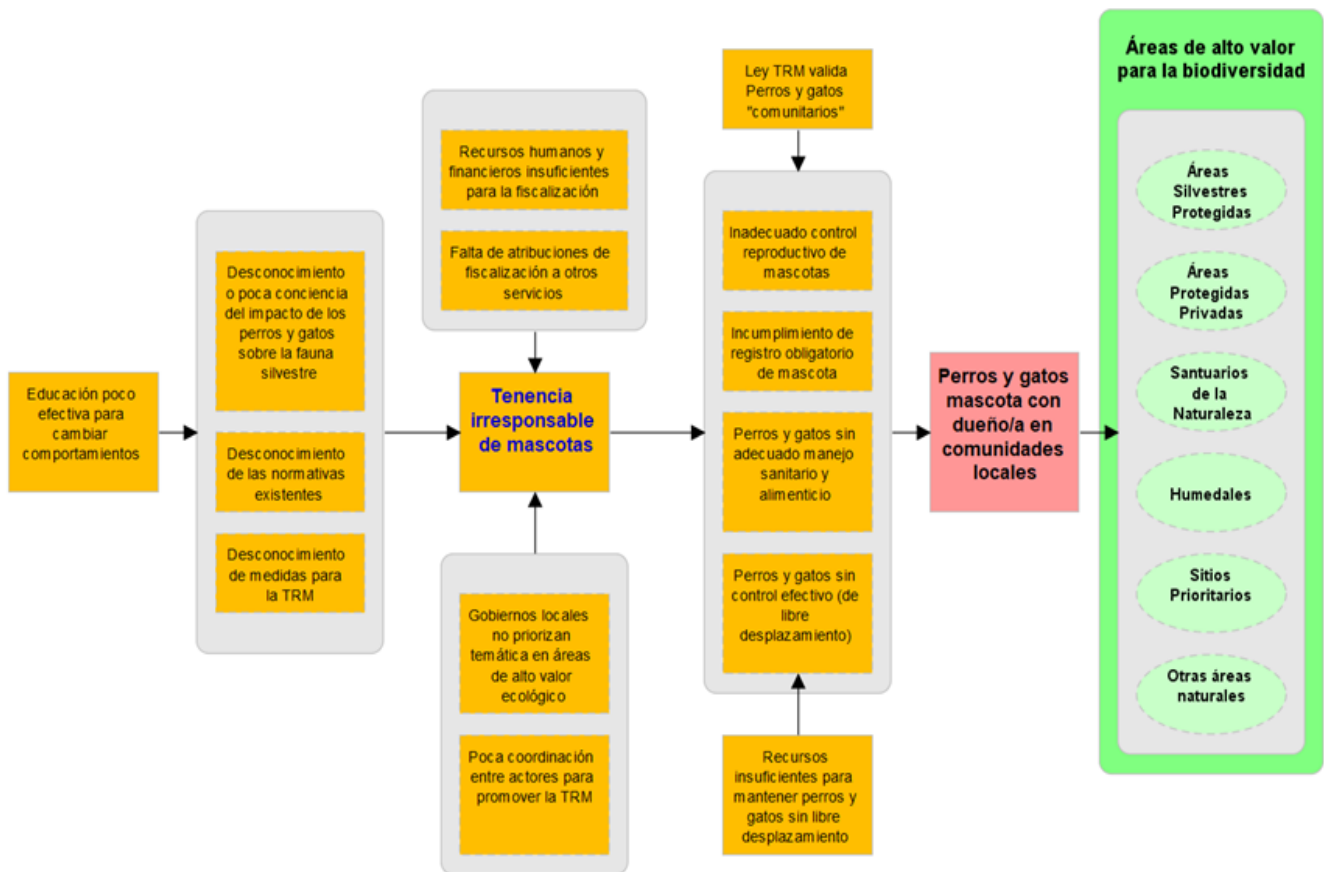 Educación poco
efectiva para
cambiar
comportamientos
Desconocimiento
o poca conciencia
del impacto de los
perros y gatos
sobre la fauna
silvestre
Desconocimiento
de las normativas
existentes
Desconocimiento
de medidas para
la TRM
Recursos humanos y
financieros insuficientes
para la fiscalización
Falta de atribuciones de
fiscalización a otros
servicios
Tenencia
irresponsable
de mascotas
Gobiernos locales
no priorizan
temática en áreas
de alto valor
ecológico
Poca coordinación
entre actores para
promover la TRM
Ley TRM valida
Perros y gatos
"comunitarios"
Inadecuado control
reproductivo de
mascotas
Incumplimiento de
registro obligatorio
de mascota
Perros y gatos sin
adecuado manejo
sanitario y
alimenticio
Perros y gatos sin
control efectivo (de
libre
desplazamiento)
Recursos
insuficientes para
mantener perros y
gatos sin libre
desplazamiento
Perros y gatos
mascota con
dueño/a en
comunidades
locales
Áreas de alto valor
para la biodiversidad
Áreas
Silvestres
Protegidas
Áreas
Protegidas
Privadas
Santuarios
de la
Naturaleza
Humedales
Sitios
Prioritarios
Otras áreas
naturales